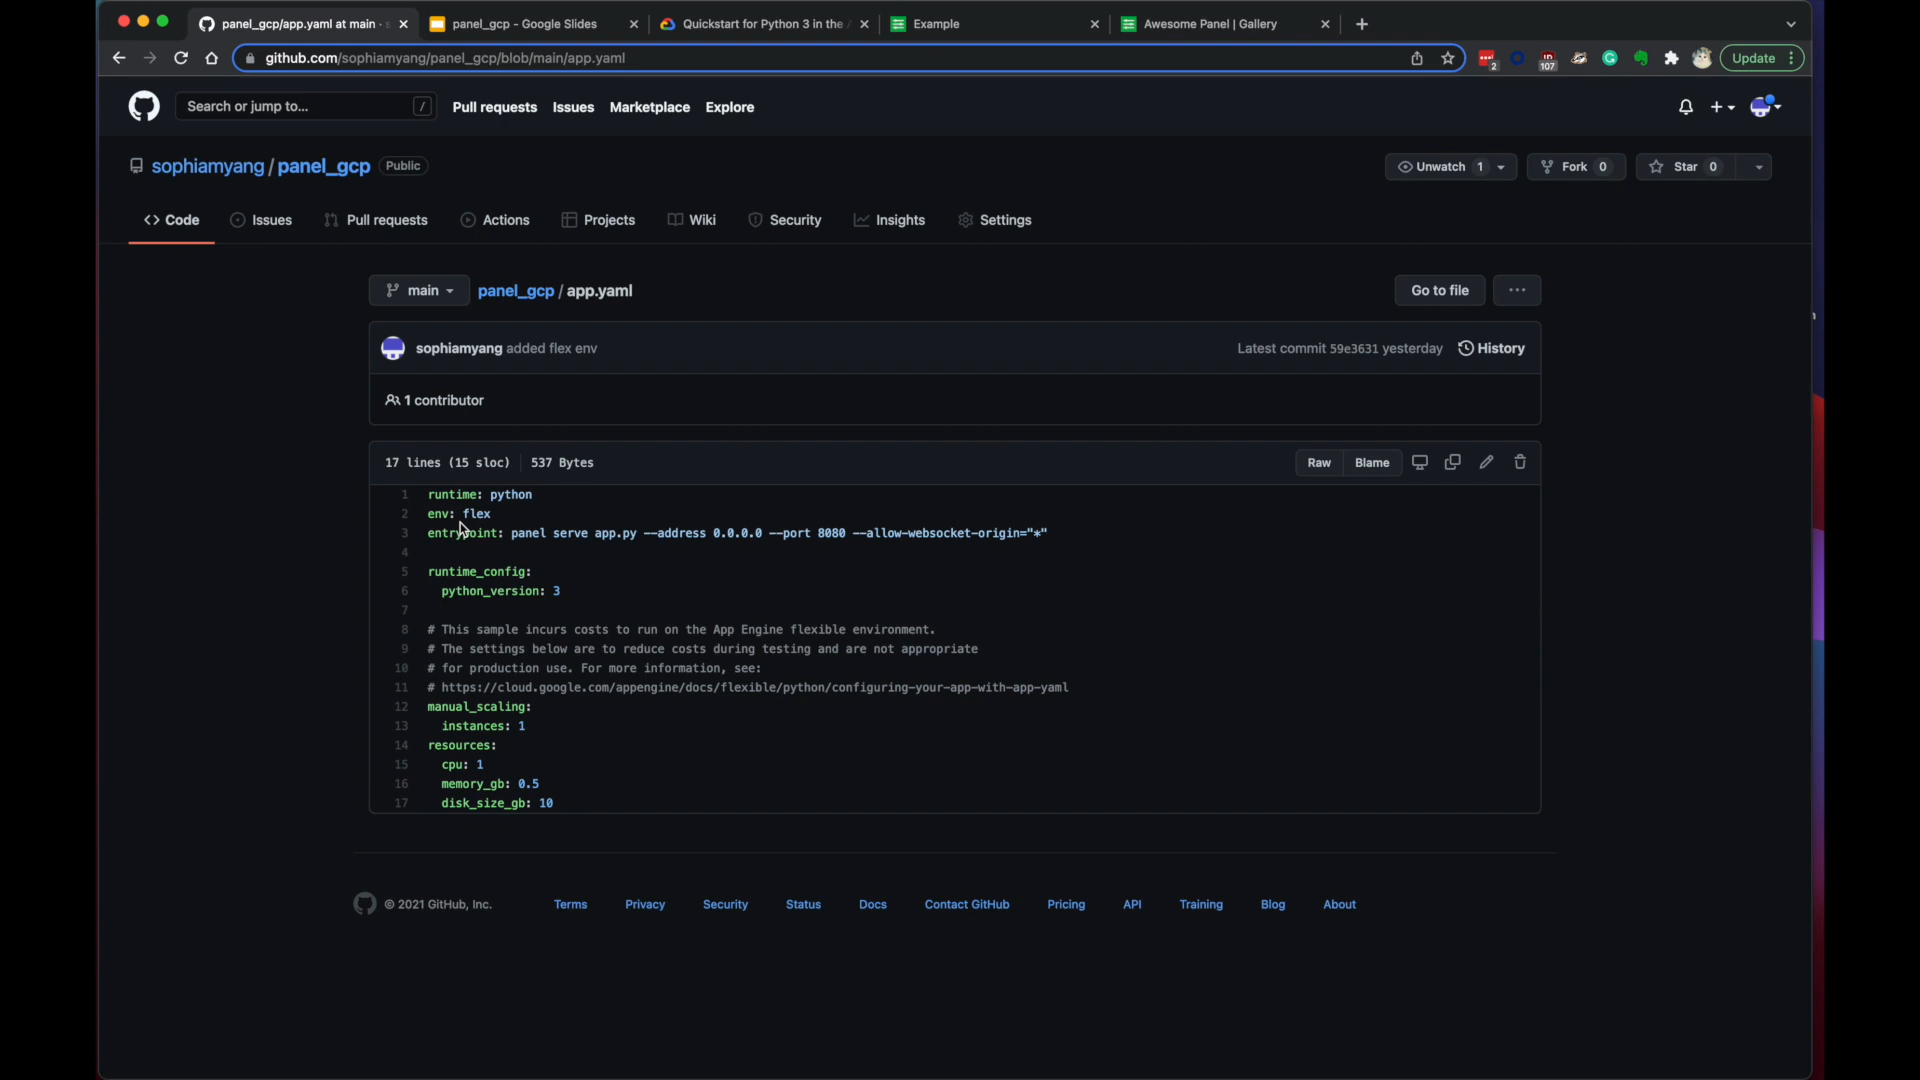 panel_gcp/app.yaml at main ·
panel_gcp - Google Slides
Quickstart for Python 3 in the
Example
Awesome Panel | Gallery
github.com/sophiamyang/panel_gcp/blob/main/app.yaml
2
107
Update
Search or jump to...
/
Pull requests
Issues
Marketplace
Explore
sophiamyang / panel_gcp
Public
Unwatch 1
Fork 0
Star 0
Code
Issues
Pull requests
Actions
Projects
Wiki
Security
Insights
Settings
main
panel_gcp / app.yaml
Go to file
sophiamyang added flex env
Latest commit 59e3631 yesterday
History
1 contributor
17 lines (15 sloc)
537 Bytes
Raw
Blame
1 runtime: python
2 env: flex
3 entrypoint: panel serve app.py --address 0.0.0.0 --port 8080 --allow-websocket-origin="*"
4
5 runtime_config:
6 python_version: 3
7
8 # This sample incurs costs to run on the App Engine flexible environment.
9 # The settings below are to reduce costs during testing and are not appropriate
10 # for production use. For more information, see:
11 # https://cloud.google.com/appengine/docs/flexible/python/configuring-your-app-with-app-yaml
12 manual_scaling:
13 instances: 1
14 resources:
15 cpu: 1
16 memory_gb: 0.5
17 disk_size_gb: 10
© 2021 GitHub, Inc.
Terms
Privacy
Security
Status
Docs
Contact GitHub
Pricing
API
Training
Blog
About